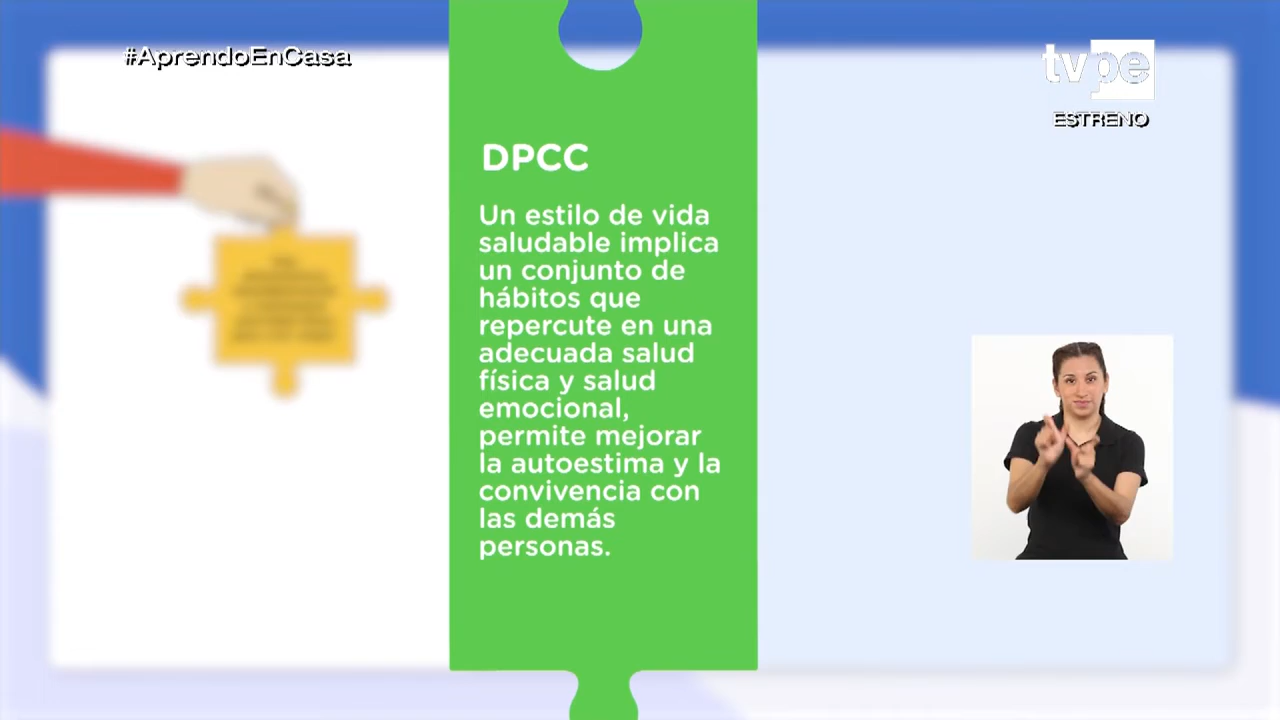 #AprendoEnCasa
tvpe
ESTRENO
DPCC
Un estilo de vida
saludable implica
un conjunto de
hábitos que
repercute en una
adecuada salud
física y salud
emocional,
permite mejorar
la autoestima y la
convivencia con
las demás
personas.